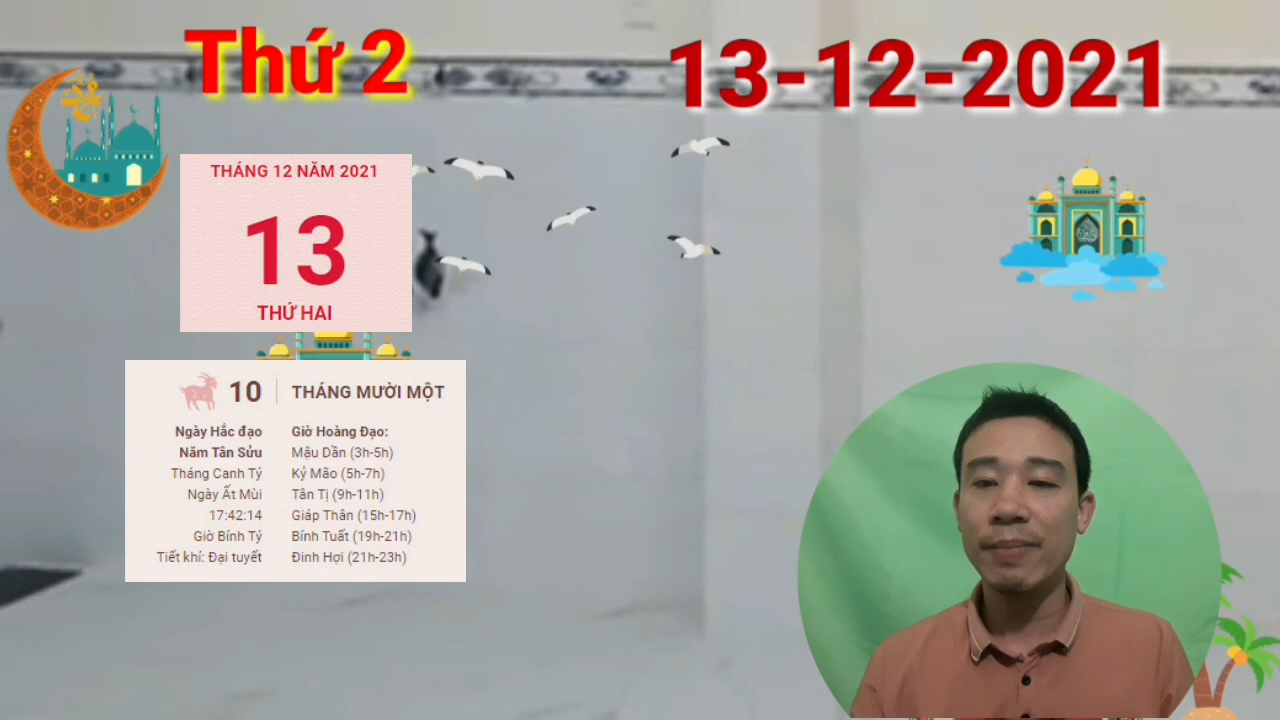 Thứ 2
13-12-2021
THÁNG 12 NĂM 2021
13
THỨ HAI
10
THÁNG MƯỜI MỘT
Ngày Hắc đạo
Năm Tân Sửu
Tháng Canh Tý
Ngày Ất Mùi
17:42:14
Giờ Bính Tý
Tiết khí: Đại tuyết
Giờ Hoàng Đạo:
Mậu Dần (3h-5h)
Kỷ Mão (5h-7h)
Tân Tị (9h-11h)
Giáp Thân (15h-17h)
Bính Tuất (19h-21h)
Đinh Hợi (21h-23h)